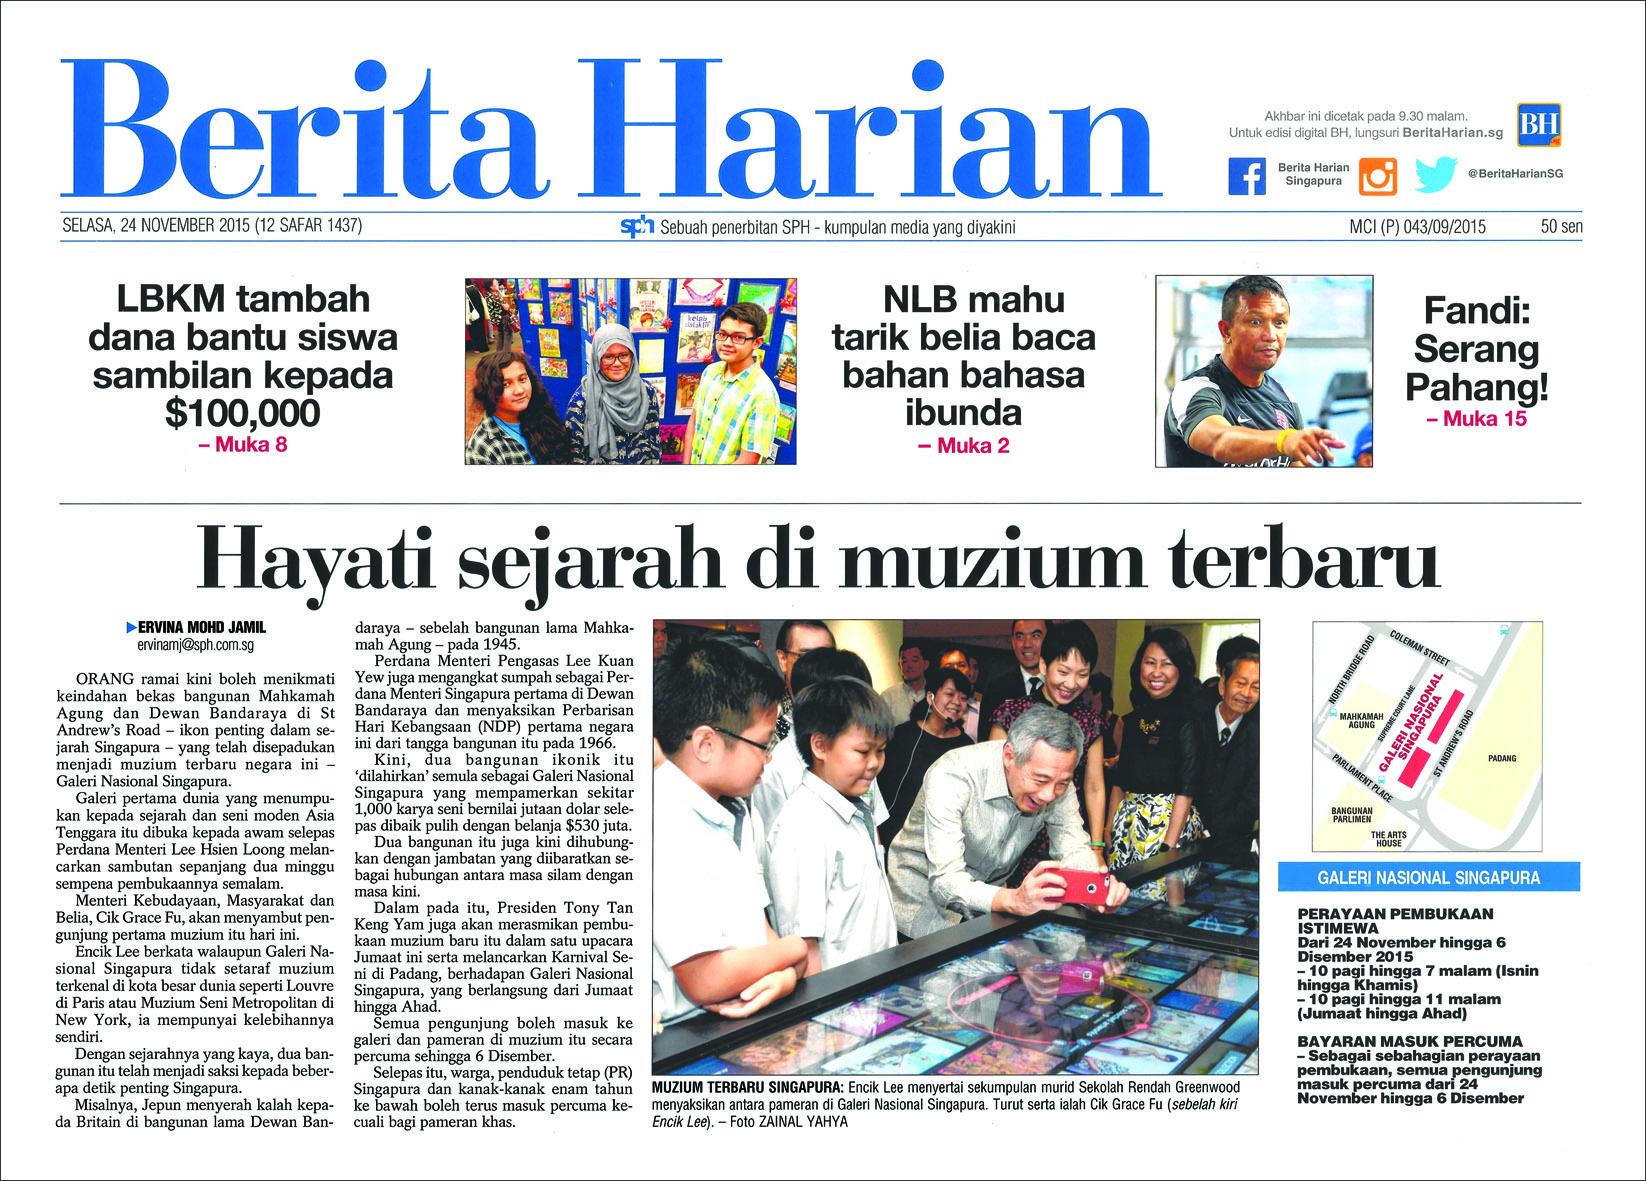 Berita Harian
Akhbar ini dicetak pada 9.30 malam.
Untuk edisi digital BH, lungsuri BeritaHarian.sg
BH
Berita Harian
Singapura
@BeritaHarianSG
SELASA, 24 NOVEMBER 2015 (12 SAFAR 1437)
sph Sebuah penerbitan SPH - kumpulan media yang diyakini
MCI (P) 043/09/2015
50 sen
LBKM tambah
dana bantu siswa
sambilan kepada
$100,000
– Muka 8
NLB mahu
tarik belia baca
bahan bahasa
ibunda
– Muka 2
Fandi:
Serang
Pahang!
– Muka 15
Hayati sejarah di muzium terbaru
ERVINA MOHD JAMIL
ervinamj@sph.com.sg
ORANG ramai kini boleh menikmati
keindahan bekas bangunan Mahkamah
Agung dan Dewan Bandaraya di St
Andrew's Road – ikon penting dalam se-
jarah Singapura – yang telah disepadukan
menjadi muzium terbaru negara ini –
Galeri Nasional Singapura.
Galeri pertama dunia yang menumpu-
kan kepada sejarah dan seni moden Asia
Tenggara itu dibuka kepada awam selepas
Perdana Menteri Lee Hsien Loong melan-
carkan sambutan sepanjang dua minggu
sempena pembukaannya semalam.
Menteri Kebudayaan, Masyarakat dan
Belia, Cik Grace Fu, akan menyambut pen-
gunjung pertama muzium itu hari ini.
Encik Lee berkata walaupun Galeri Na-
sional Singapura tidak setaraf muzium
terkenal di kota besar dunia seperti Louvre
di Paris atau Muzium Seni Metropolitan di
New York, ia mempunyai kelebihannya
sendiri.
Dengan sejarahnya yang kaya, dua ban-
gunan itu telah menjadi saksi kepada beber-
apa detik penting Singapura.
Misalnya, Jepun menyerah kalah kepa-
da Britain di bangunan lama Dewan Ban-
daraya – sebelah bangunan lama Mahka-
mah Agung – pada 1945.
Perdana Menteri Pengasas Lee Kuan
Yew juga mengangkat sumpah sebagai Per-
dana Menteri Singapura pertama di Dewan
Bandaraya dan menyaksikan Perbarisan
Hari Kebangsaan (NDP) pertama negara
ini dari tangga bangunan itu pada 1966.
Kini, dua bangunan ikonik itu
'dilahirkan' semula sebagai Galeri Nasional
Singapura yang mempamerkan sekitar
1,000 karya seni bernilai jutaan dolar sele-
pas dibaik pulih dengan belanja $530 juta.
Dua bangunan itu juga kini dihubung-
kan dengan jambatan yang diibaratkan se-
bagai hubungan antara masa silam dengan
masa kini.
Dalam pada itu, Presiden Tony Tan
Keng Yam juga akan merasmikan pembu-
kaan muzium baru itu dalam satu upacara
Jumaat ini serta melancarkan Karnival Se-
ni di Padang, berhadapan Galeri Nasional
Singapura, yang berlangsung dari Jumaat
hingga Ahad.
Semua pengunjung boleh masuk ke
galeri dan pameran di muzium itu secara
percuma sehingga 6 Disember.
Selepas itu, warga, penduduk tetap (PR)
Singapura dan kanak-kanak enam tahun
ke bawah boleh terus masuk percuma ke-
cuali bagi pameran khas.
MUZIUM TERBARU SINGAPURA: Encik Lee menyertai sekumpulan murid Sekolah Rendah Greenwood
menyaksikan antara pameran di Galeri Nasional Singapura. Turut serta ialah Cik Grace Fu (sebelah kiri
Encik Lee). – Foto ZAINAL YAHYA
NORTH BRIDGE ROAD
COLEMAN STREET
MAHKAMAH
AGUNG
SUPREME COURT LANE
GALERI NASIONAL
SINGAPURA
ST ANDREW'S ROAD
PADANG
PARLIAMENT PLACE
BANGUNAN
PARLIMEN
THE ARTS
HOUSE
GALERI NASIONAL SINGAPURA
PERAYAAN PEMBUKAAN
ISTIMEWA
Dari 24 November hingga 6
Disember 2015
– 10 pagi hingga 7 malam (Isnin
hingga Khamis)
– 10 pagi hingga 11 malam
(Jumaat hingga Ahad)
BAYARAN MASUK PERCUMA
– Sebagai sebahagian perayaan
pembukaan, semua pengunjung
masuk percuma dari 24
November hingga 6 Disember